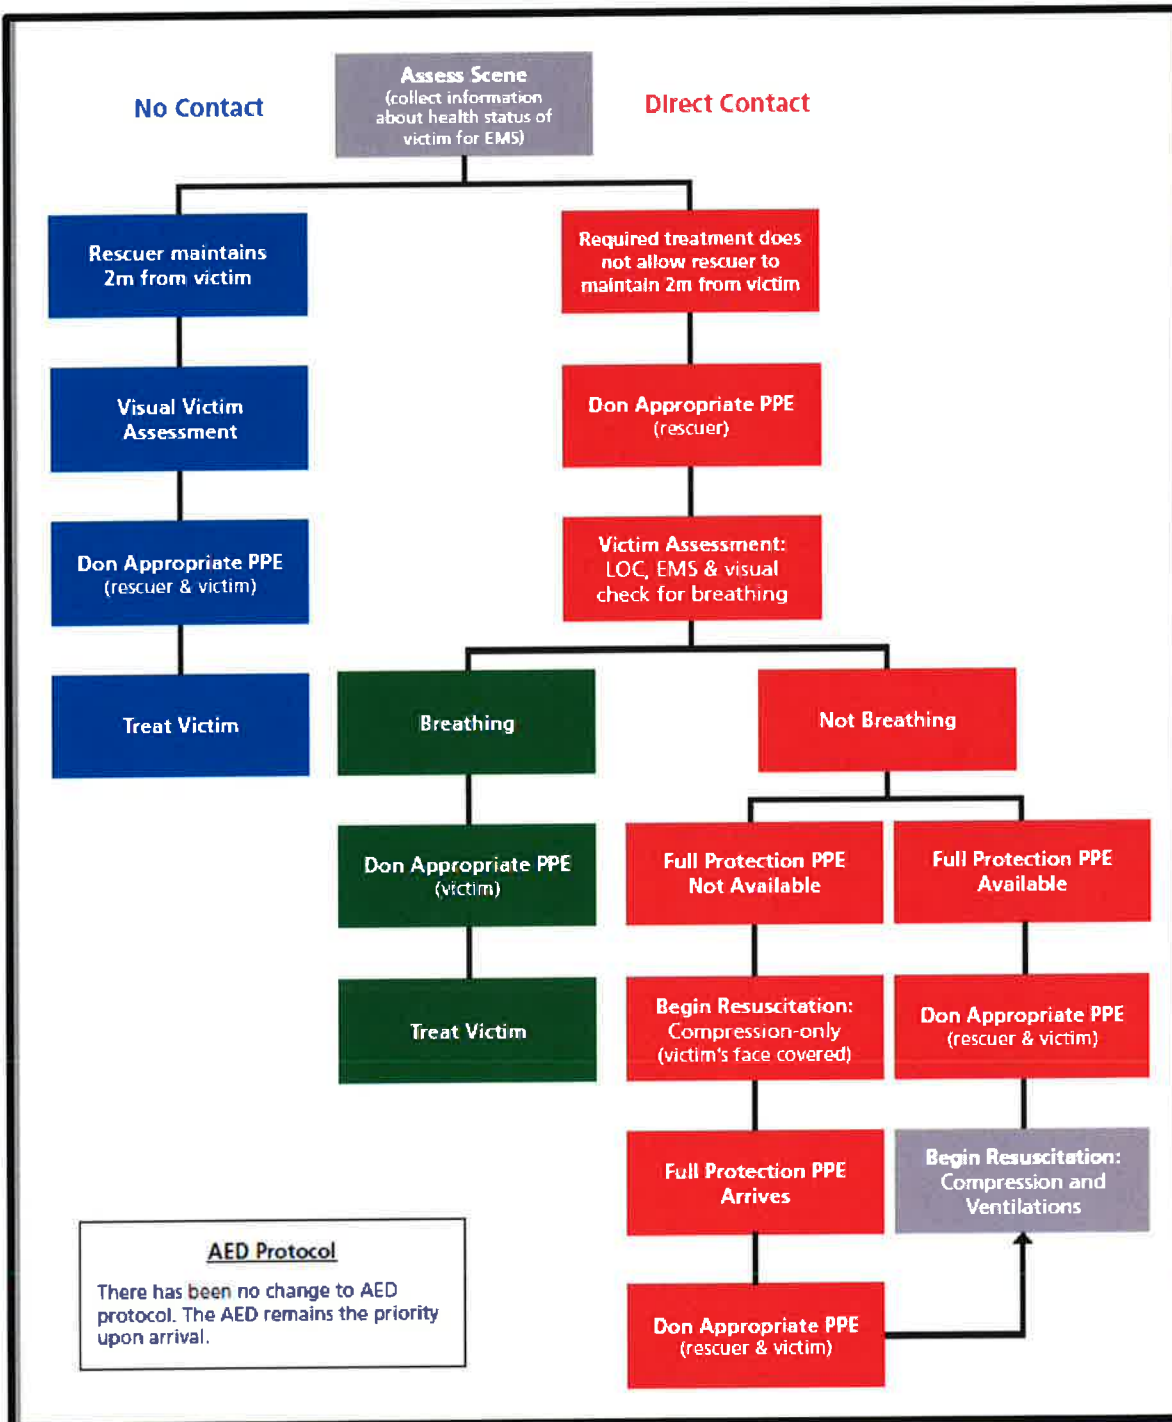 No Contact
Assess Scene
(collect information
about health status of
victim for EMS)
Direct Contact
Rescuer maintains
2m from victim
Required treatment does
not allow rescuer to
maintain 2m from victim
Visual Victim
Assessment
Don Appropriate PPE
(rescuer)
Don Appropriate PPE
(rescuer & victim)
Victim Assessment:
LOC, EMS & visual
check for breathing
Treat Victim
Breathing
Not Breathing
Don Appropriate PPE
(victim)
Full Protection PPE
Not Available
Full Protection PPE
Available
Treat Victim
Begin Resuscitation:
Compression-only
(victim's face covered)
Don Appropriate PPE
(rescuer & victim)
Full Protection PPE
Arrives
Begin Resuscitation:
Compression and
Ventilations
Don Appropriate PPE
(rescuer & victim)
AED Protocol
There has been no change to AED
protocol. The AED remains the priority
upon arrival.